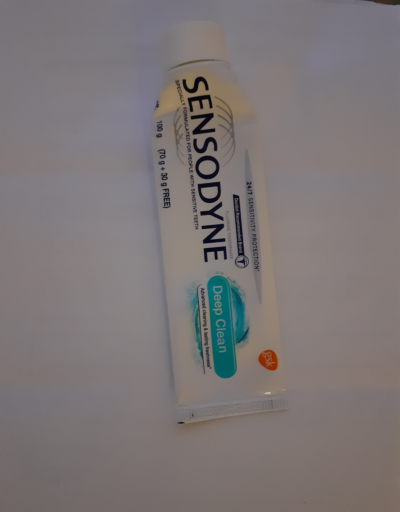 SENSODYNE
SPECIALLY FORMULATED FOR PEOPLE WITH SENSITIVE TEETH
100 g (70 g + 30 g FREE)
24/7 SENSITIVITY PROTECTION*
Deep Clean
Advanced cleaning & lasting freshness*
gsk